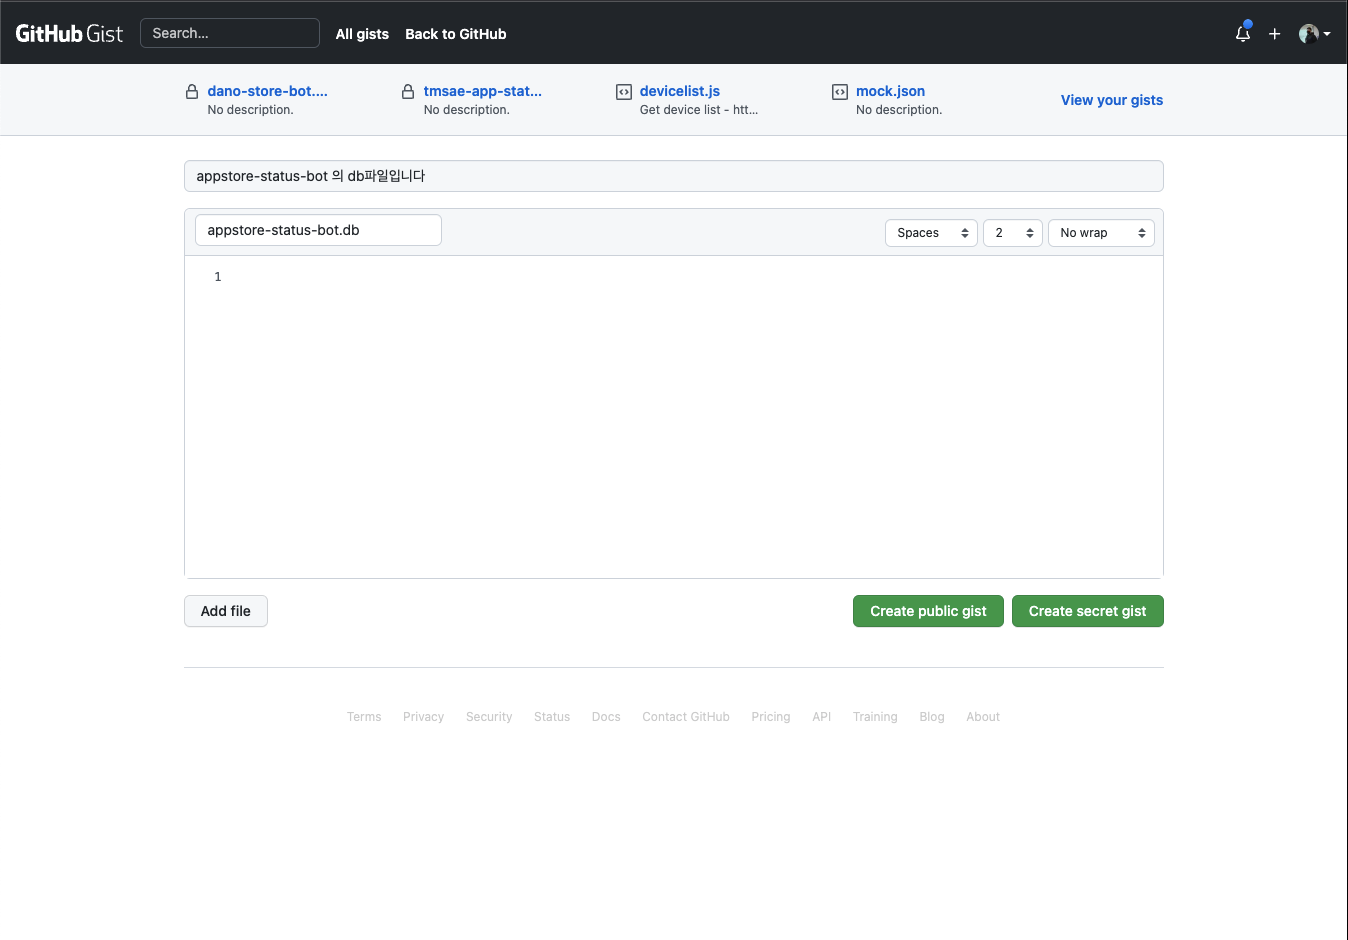 GitHub Gist Search... All gists Back to GitHub
dano-store-bot.... tmsae-app-stat... devicelist.js mock.json View your gists
No description. No description. Get device list - htt... No description.
appstore-status-bot 의 db파일입니다
appstore-status-bot.db Spaces 2 No wrap
1
Add file Create public gist Create secret gist
Terms Privacy Security Status Docs Contact GitHub Pricing API Training Blog About